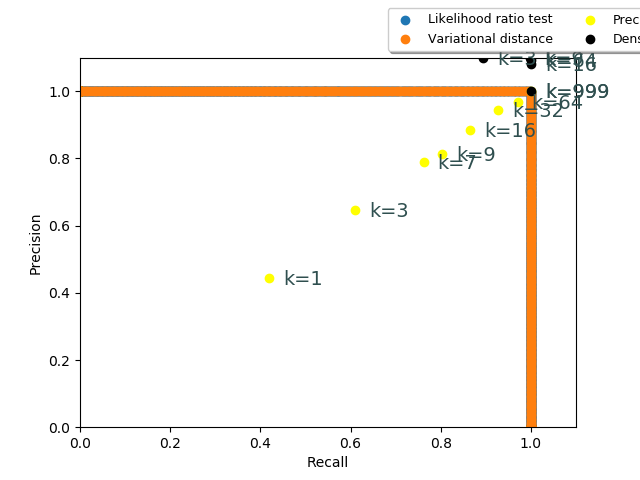 Likelihood ratio test
Variational distance
Prec
Dens
k=3
k=16
k=999
k=64
k=32
k=16
k=9
k=7
k=3
k=1
Precision
1.0
0.8
0.6
0.4
0.2
0.0
0.0 0.2 0.4 0.6 0.8 1.0
Recall